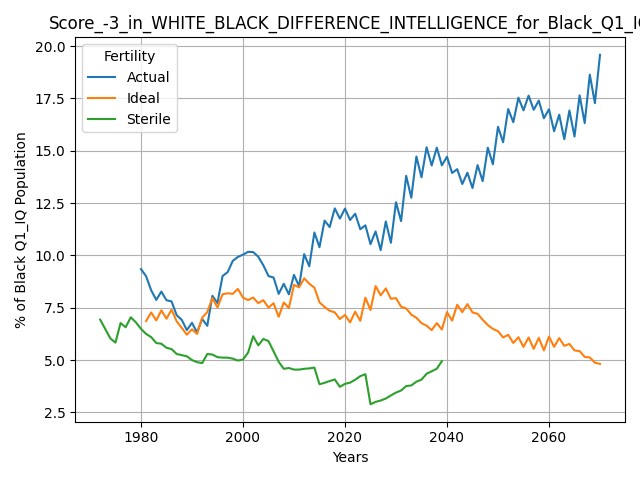 Score_-3_in_WHITE_BLACK_DIFFERENCE_INTELLIGENCE_for_Black_Q1_I
Fertility
Actual
Ideal
Sterile
% of Black Q1_IQ Population
20.0
17.5
15.0
12.5
10.0
7.5
5.0
2.5
1980 2000 2020 2040 2060
Years